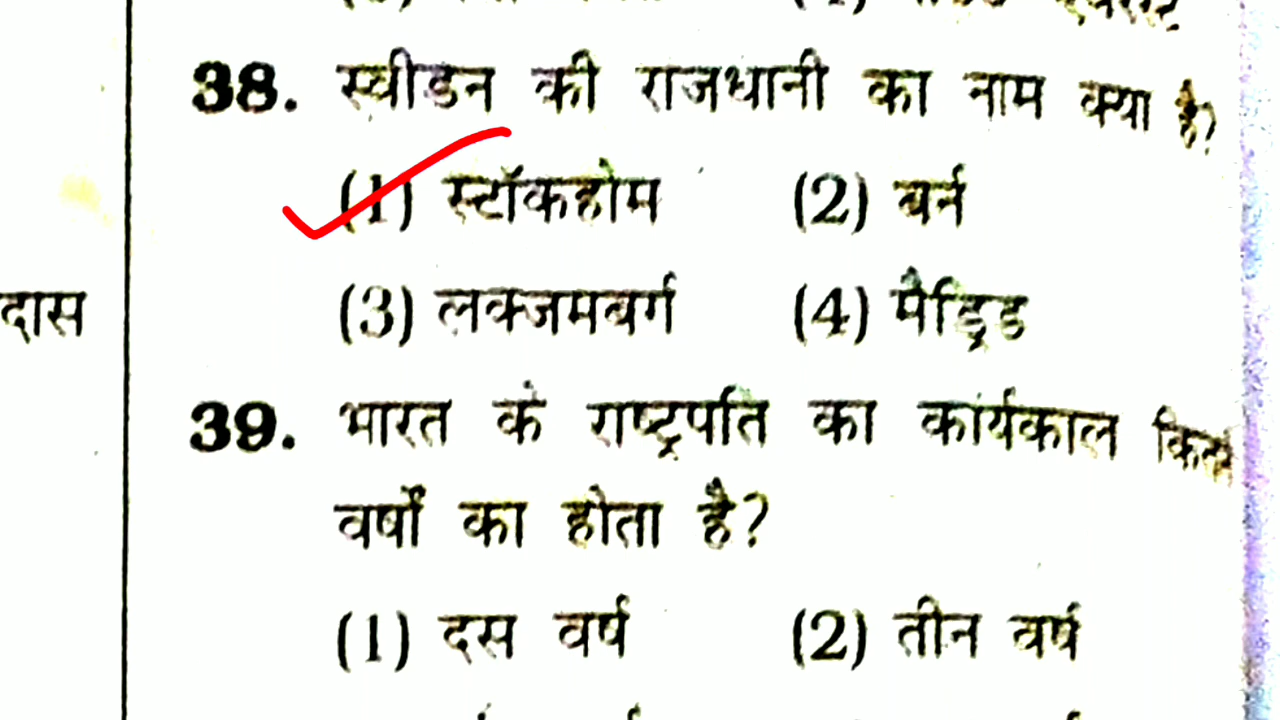 38. स्वीडन की राजधानी का नाम क्या है?
(1) स्टॉकहोम (2) बर्न
दास
(3) लक्जमबर्ग (4) मैड्रिड
39. भारत के राष्ट्रपति का कार्यकाल कितने
वर्षों का होता है?
(1) दस वर्ष (2) तीन वर्ष